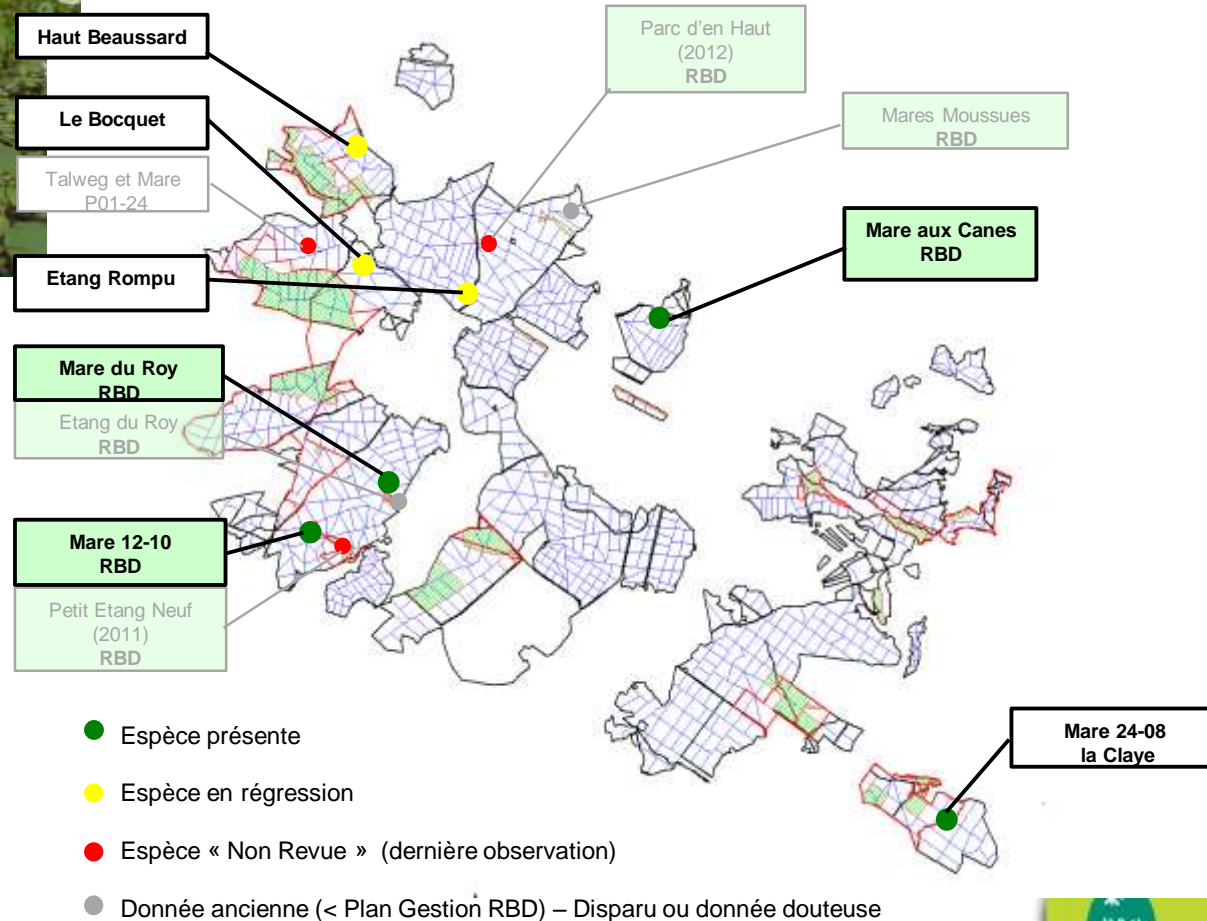 Haut Beaussard
Parc d'en Haut
(2012)
RBD
Le Bocquet
Mares Moussues
RBD
Talweg et Mare
P01-24
Mare aux Canes
RBD
Etang Rompu
Mare du Roy
RBD
Etang du Roy
RBD
Mare 12-10
RBD
Petit Etang Neuf
(2011)
RBD
Mare 24-08
la Claye
Espèce présente
Espèce en régression
Espèce « Non Revue » (dernière observation)
Donnée ancienne (< Plan Gestion RBD) – Disparu ou donnée douteuse